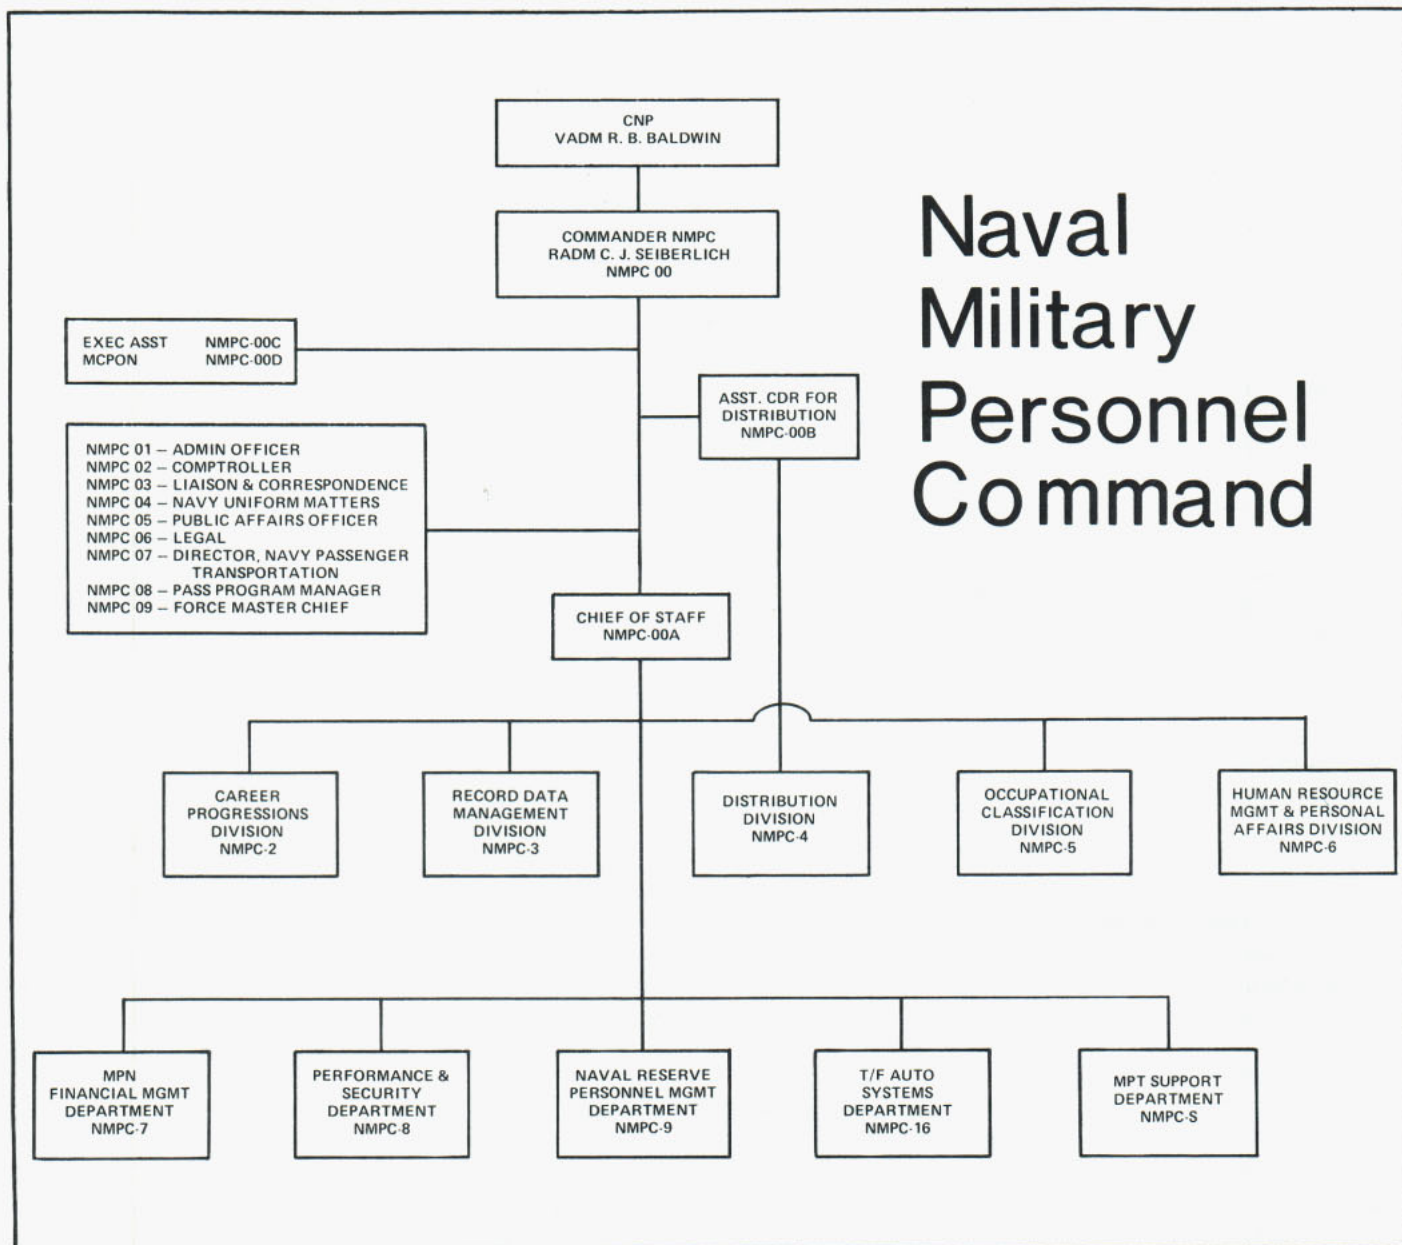 CNP
VADM R. B. BALDWIN
COMMANDER NMPC
RADM C. J. SEIBERLICH
NMPC 00
Naval
Military
Personnel
Command
EXEC ASST NMPC-00C
MCPON NMPC-00D
ASST. CDR FOR
DISTRIBUTION
NMPC-00B
NMPC 01 – ADMIN OFFICER
NMPC 02 – COMPTROLLER
NMPC 03 – LIAISON & CORRESPONDENCE
NMPC 04 – NAVY UNIFORM MATTERS
NMPC 05 – PUBLIC AFFAIRS OFFICER
NMPC 06 – LEGAL
NMPC 07 – DIRECTOR, NAVY PASSENGER
TRANSPORTATION
NMPC 08 – PASS PROGRAM MANAGER
NMPC 09 – FORCE MASTER CHIEF
CHIEF OF STAFF
NMPC-00A
CAREER
PROGRESSIONS
DIVISION
NMPC-2
RECORD DATA
MANAGEMENT
DIVISION
NMPC-3
DISTRIBUTION
DIVISION
NMPC-4
OCCUPATIONAL
CLASSIFICATION
DIVISION
NMPC-5
HUMAN RESOURCE
MGMT & PERSONAL
AFFAIRS DIVISION
NMPC-6
MPN
FINANCIAL MGMT
DEPARTMENT
NMPC-7
PERFORMANCE &
SECURITY
DEPARTMENT
NMPC-8
NAVAL RESERVE
PERSONNEL MGMT
DEPARTMENT
NMPC-9
T/F AUTO
SYSTEMS
DEPARTMENT
NMPC-16
MPT SUPPORT
DEPARTMENT
NMPC-S